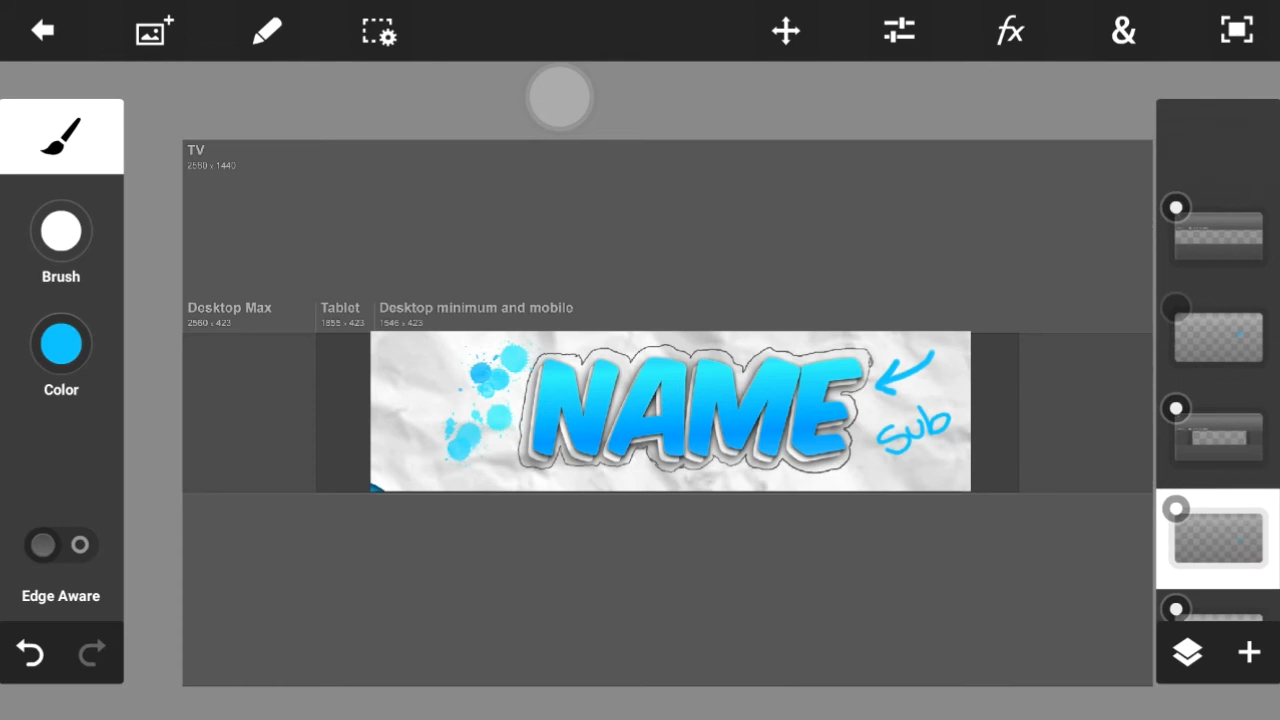 fx &
TV
2560 x 1440
Desktop Max Tablet Desktop minimum and mobile
2560 x 423 1855 x 423 1546 x 423
NAME
Sub
Brush
Color
Edge Aware